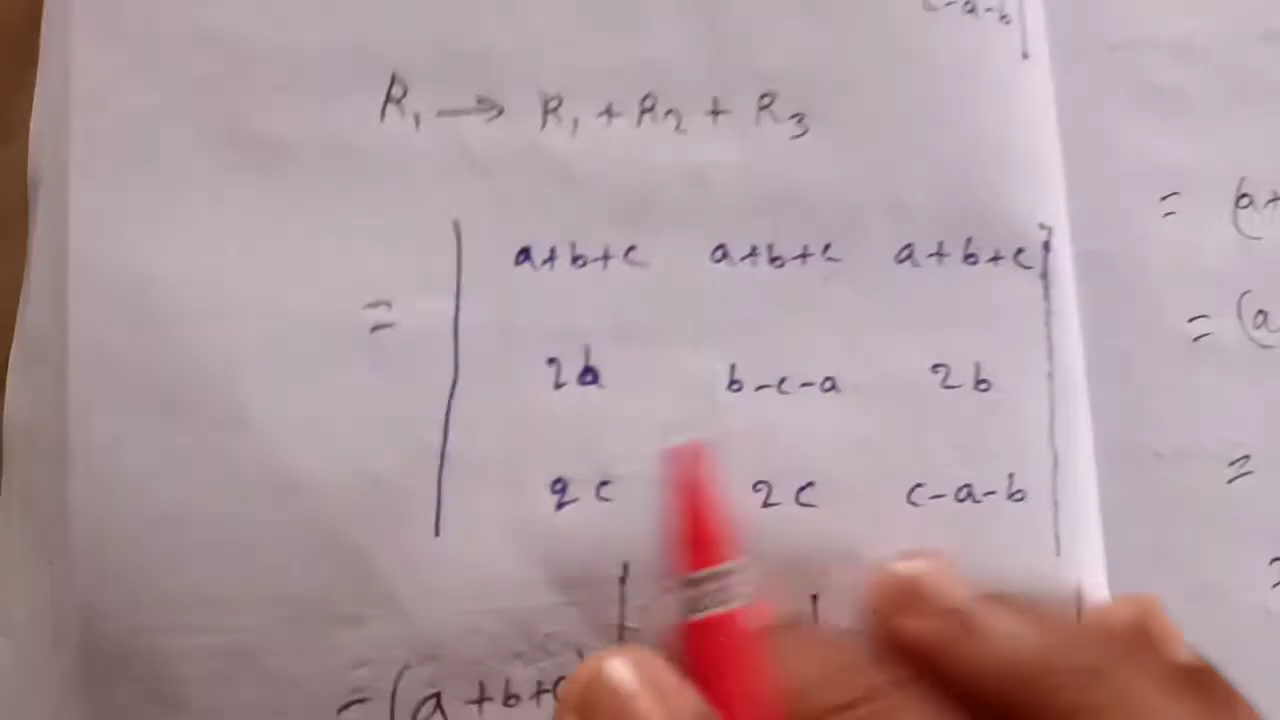 c-a-b|
R₁ → R₁ + R₂ + R₃
= | a+b+c a+b+c a+b+c |
2b b-c-a 2b
2c 2c c-a-b
= (a+b+c
= (a+
= (a
=